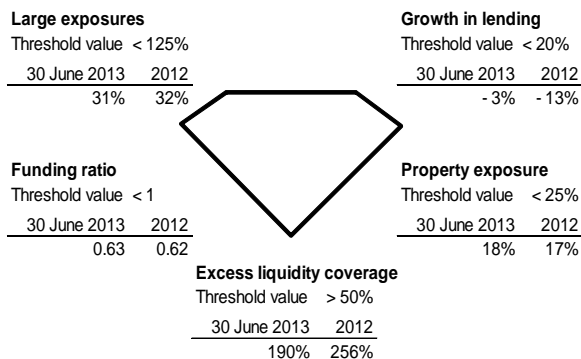 Large exposures
Threshold value < 125%
30 June 2013 2012
31% 32%
Growth in lending
Threshold value < 20%
30 June 2013 2012
- 3% - 13%
Funding ratio
Threshold value < 1
30 June 2013 2012
0.63 0.62
Property exposure
Threshold value < 25%
30 June 2013 2012
18% 17%
Excess liquidity coverage
Threshold value > 50%
30 June 2013 2012
190% 256%